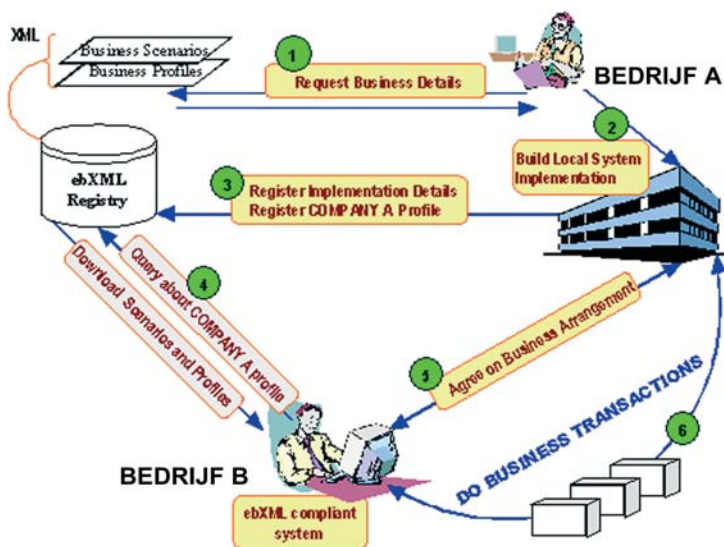 XML
Business Scenarios
Business Profiles
1
Request Business Details
BEDRIJF A
2
Build Local System
Implementation
ebXML
Registry
3
Register Implementation Details
Register COMPANY A Profile
4
Query about COMPANY A profile
Download Scenarios and Profiles
5
Agree on Business Arrangement
DO BUSINESS TRANSACTIONS
6
BEDRIJF B
ebXML compliant
system